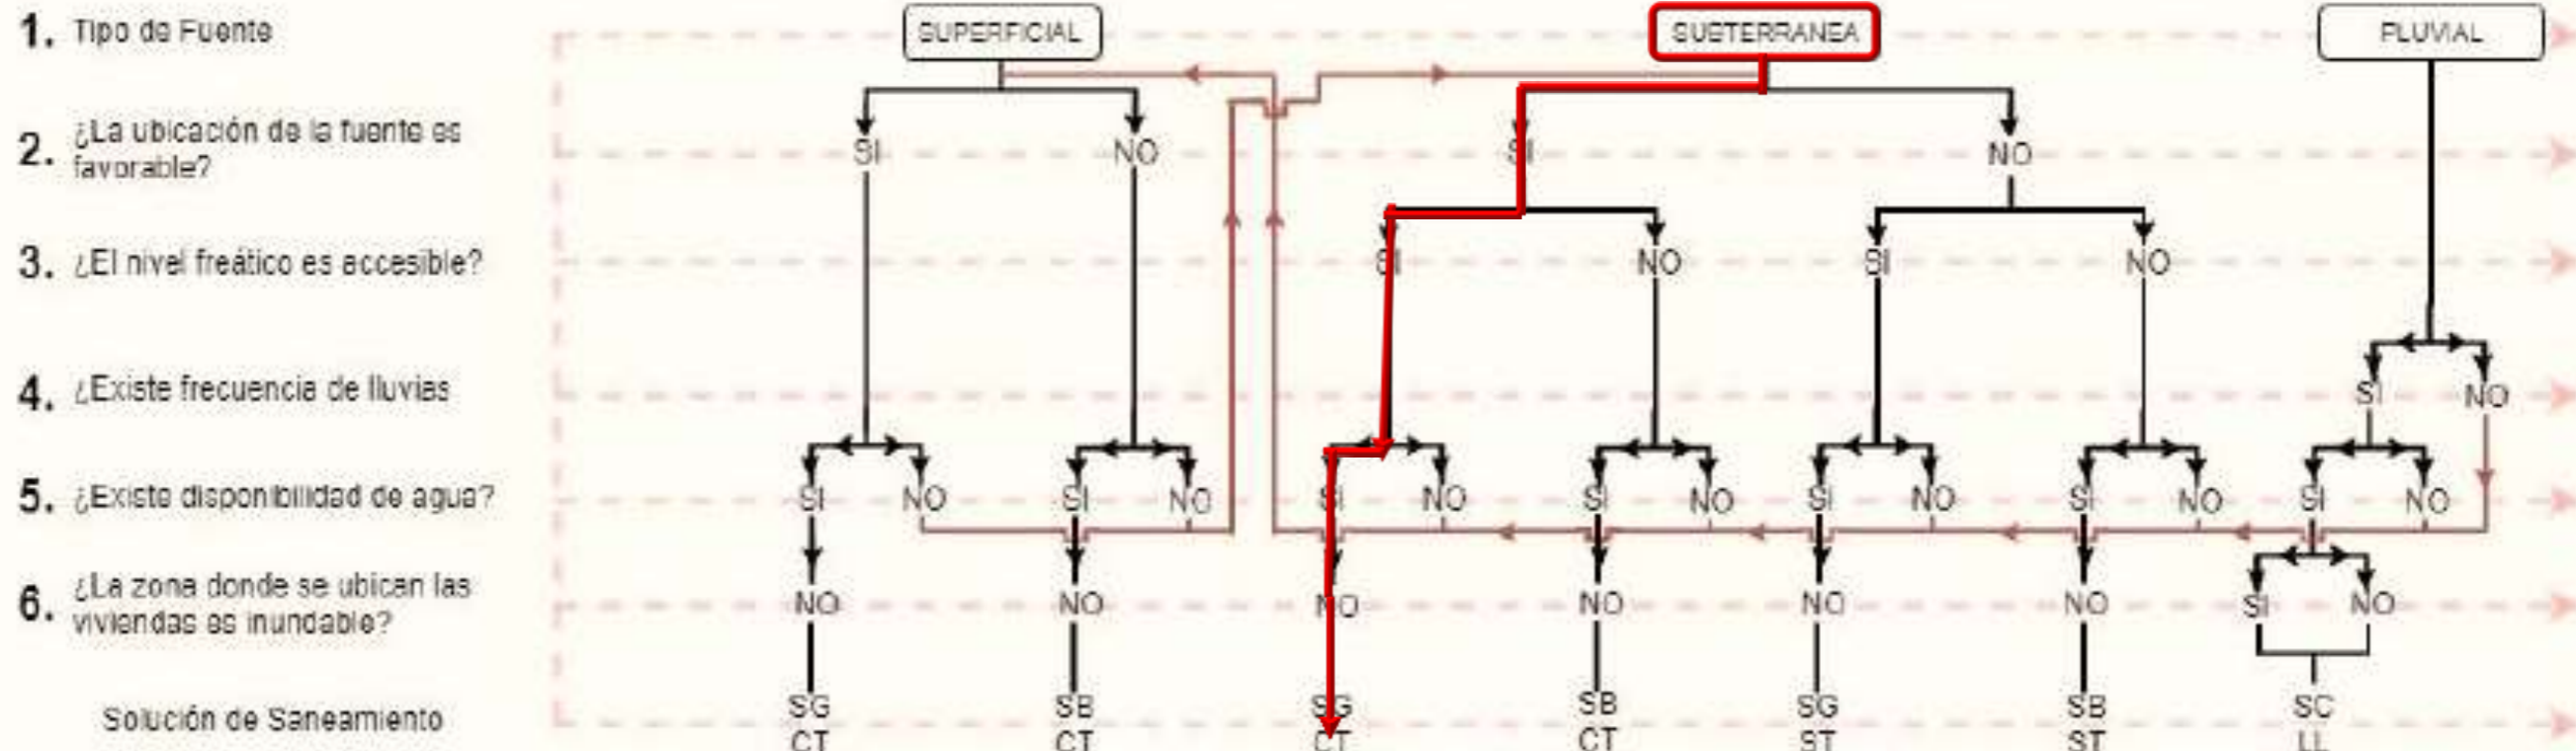 1. Tipo de Fuente
SUPERFICIAL
SUBTERRANEA
PLUVIAL
2. ¿La ubicación de la fuente es
favorable?
SI NO SI NO
3. ¿El nivel freático es accesible?
SI NO SI NO
4. ¿Existe frecuencia de lluvias
SI NO
5. ¿Existe disponibilidad de agua?
SI NO SI NO SI NO SI NO SI NO SI NO SI NO
6. ¿La zona donde se ubican las
viviendas es inundable?
NO NO NO NO NO NO SI NO
Solución de Saneamiento
SG SB SG SB SG SB SC
CT CT CT CT ST ST LL